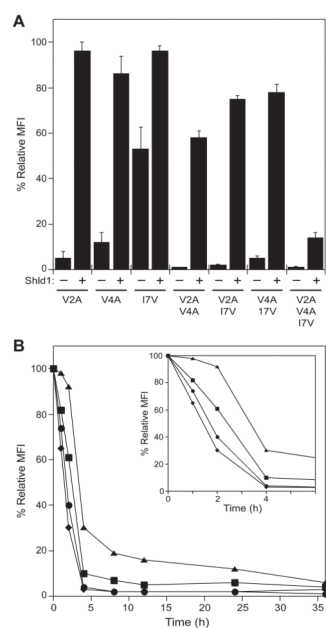 A
100
80
60
40
20
0
% Relative MFI
Shld1: − + − + − + − + − + − + − +
V2A V4A I7V V2A V2A V4A V2A
V4A I7V 17V V4A
I7V
B
100
80
60
40
20
0
% Relative MFI
0 5 10 15 20 25 30 35
Time (h)
100
80
60
40
20
0
% Relative MFI
0 2 4
Time (h)